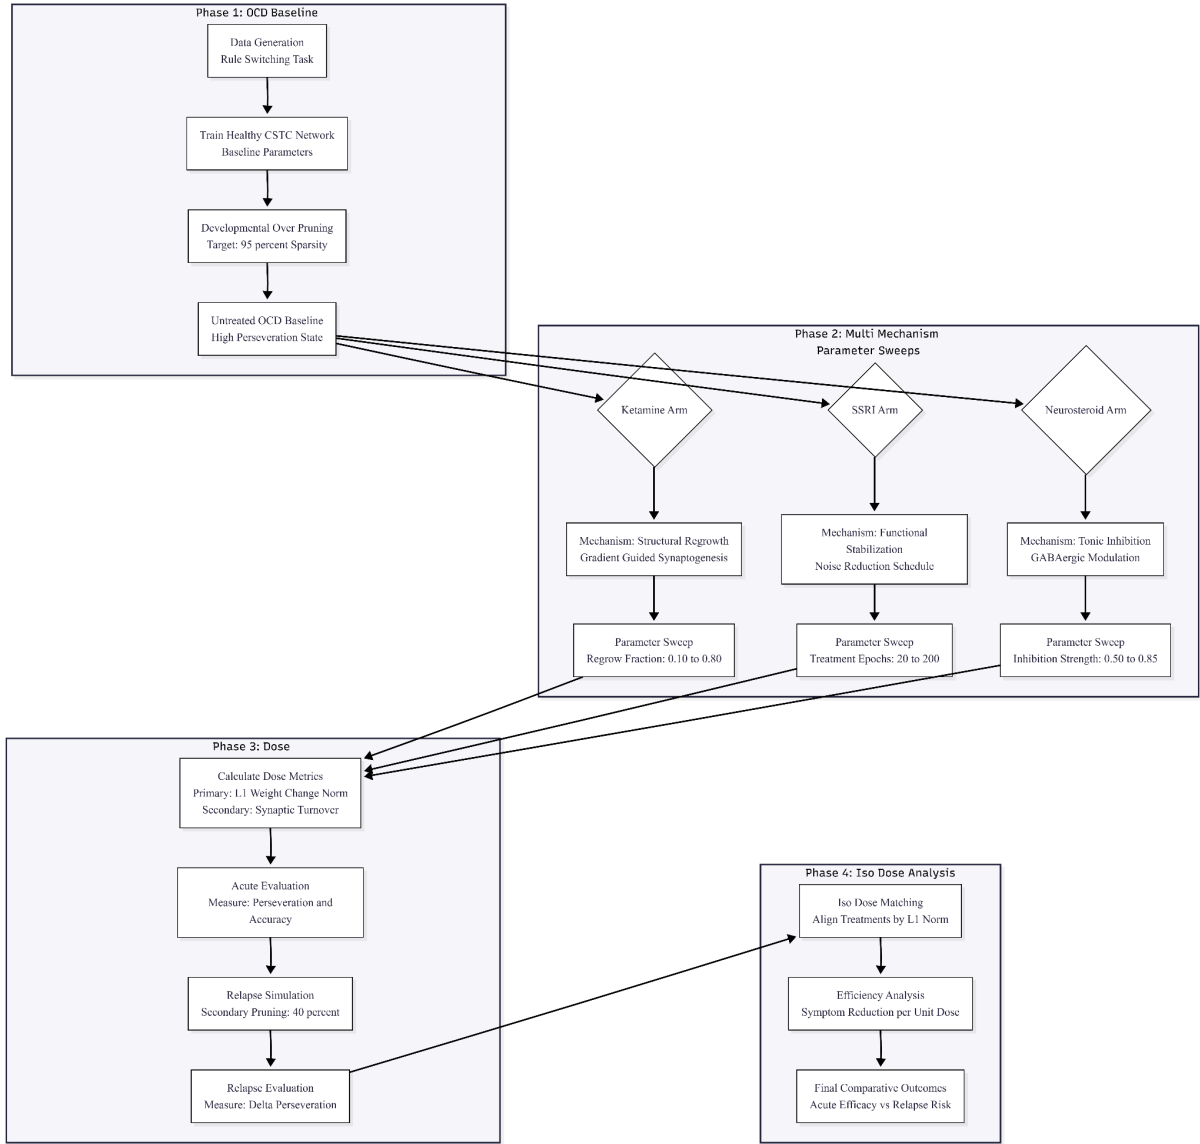 Phase 1: OCD Baseline
Data Generation
Rule Switching Task
Train Healthy CSTC Network
Baseline Parameters
Developmental Over Pruning
Target: 95 percent Sparsity
Untreated OCD Baseline
High Perseveration State
Phase 2: Multi Mechanism
Parameter Sweeps
Ketamine Arm
SSRI Arm
Neurosteroid Arm
Mechanism: Structural Regrowth
Gradient Guided Synaptogenesis
Mechanism: Functional
Stabilization
Noise Reduction Schedule
Mechanism: Tonic Inhibition
GABAergic Modulation
Parameter Sweep
Regrow Fraction: 0.10 to 0.80
Parameter Sweep
Treatment Epochs: 20 to 200
Parameter Sweep
Inhibition Strength: 0.50 to 0.85
Phase 3: Dose
Calculate Dose Metrics
Primary: L1 Weight Change Norm
Secondary: Synaptic Turnover
Acute Evaluation
Measure: Perseveration and
Accuracy
Relapse Simulation
Secondary Pruning: 40 percent
Relapse Evaluation
Measure: Delta Perseveration
Phase 4: Iso Dose Analysis
Iso Dose Matching
Align Treatments by L1 Norm
Efficiency Analysis
Symptom Reduction per Unit Dose
Final Comparative Outcomes
Acute Efficacy vs Relapse Risk